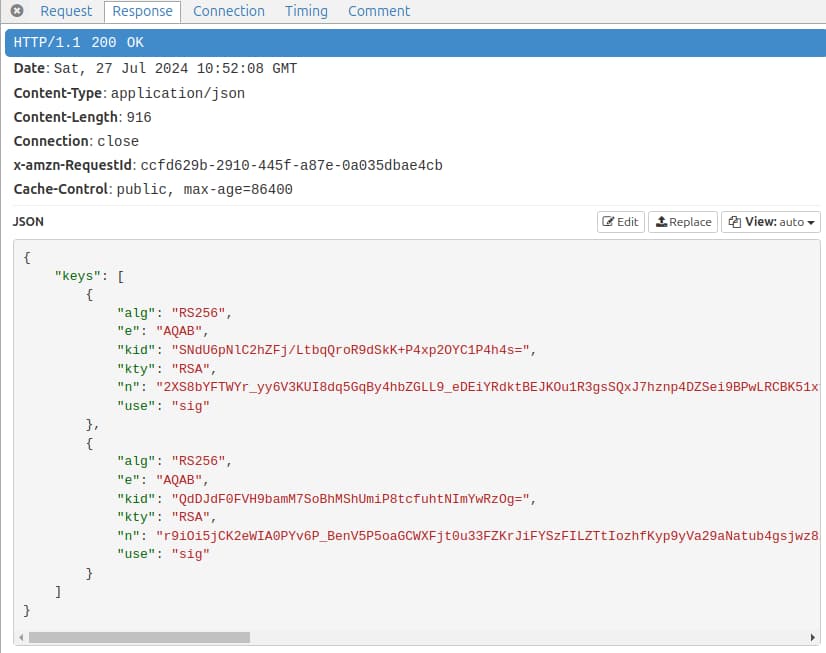 Request Response Connection Timing Comment
HTTP/1.1 200 OK
Date: Sat, 27 Jul 2024 10:52:08 GMT
Content-Type: application/json
Content-Length: 916
Connection: close
x-amzn-RequestId: ccfd629b-2910-445f-a87e-0a035dbae4cb
Cache-Control: public, max-age=86400
JSON Edit Replace View: auto
{
"keys": [
{
"alg": "RS256",
"e": "AQAB",
"kid": "SNdU6pNlC2hZFj/LtbqQroR9dSkK+P4xp2OYC1P4h4s=",
"kty": "RSA",
"n": "2XS8bYFTWYr_yy6V3KUI8dq5GqBy4hbZGLL9_eDEiYRdktBEJKOu1R3gsSQxJ7hznp4DZSei9BPwLRCBK51x
"use": "sig"
},
{
"alg": "RS256",
"e": "AQAB",
"kid": "QdDJdF0FVH9bamM7SoBhMShUmiP8tcfuhtNImYwRzOg=",
"kty": "RSA",
"n": "r9iOi5jCK2eWIA0PYv6P_BenV5P5oaGCWXFjt0u33FZKrJiFYSzFILZTtIozhfKyp9yVa29aNatub4gsjwz8
"use": "sig"
}
]
}